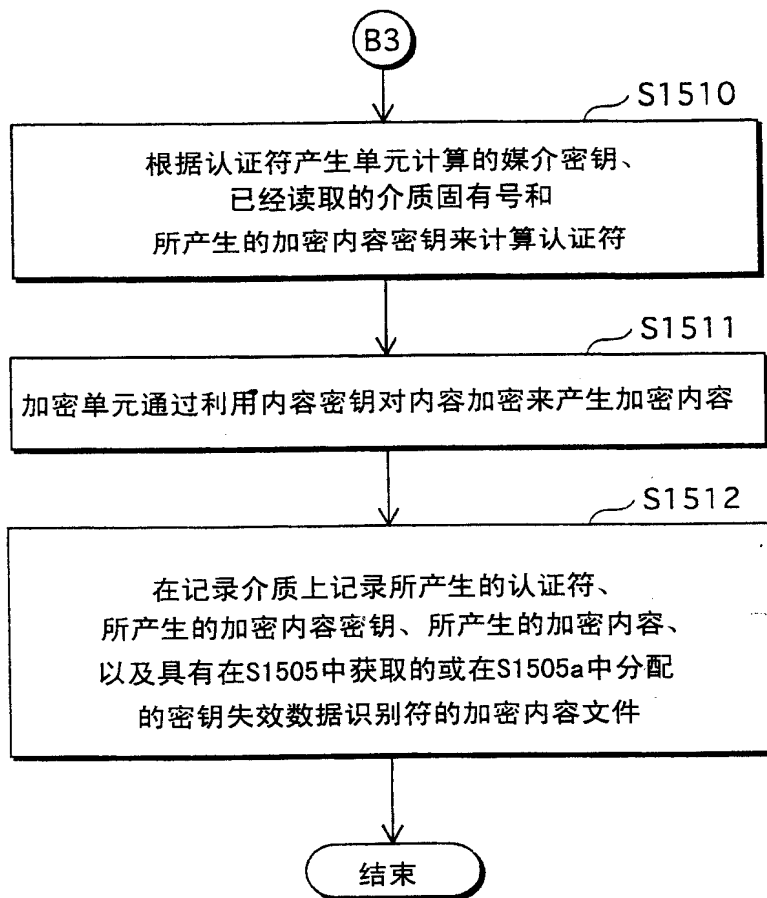 B3
S1510
根据认证符产生单元计算的媒介密钥、
已经读取的介质固有号和
所产生的加密内容密钥来计算认证符
S1511
加密单元通过利用内容密钥对内容加密来产生加密内容
S1512
在记录介质上记录所产生的认证符、
所产生的加密内容密钥、所产生的加密内容、
以及具有在S1505中获取的或在S1505a中分配
的密钥失效数据识别符的加密内容文件
结束